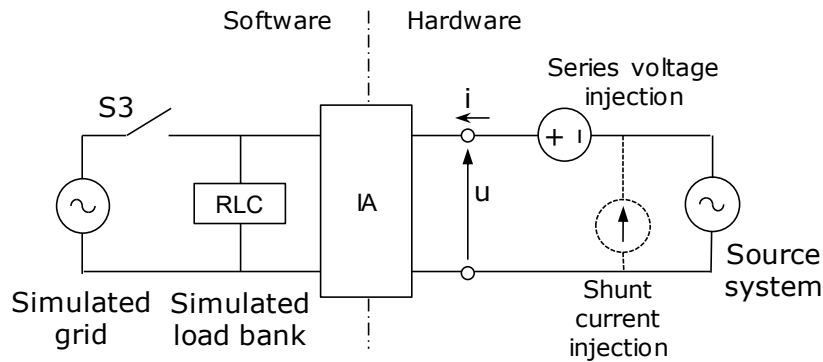 Software
Hardware
Series voltage
injection
S3
i
+ I
RLC
IA
u
Simulated
grid
Simulated
load bank
Shunt
current
injection
Source
system